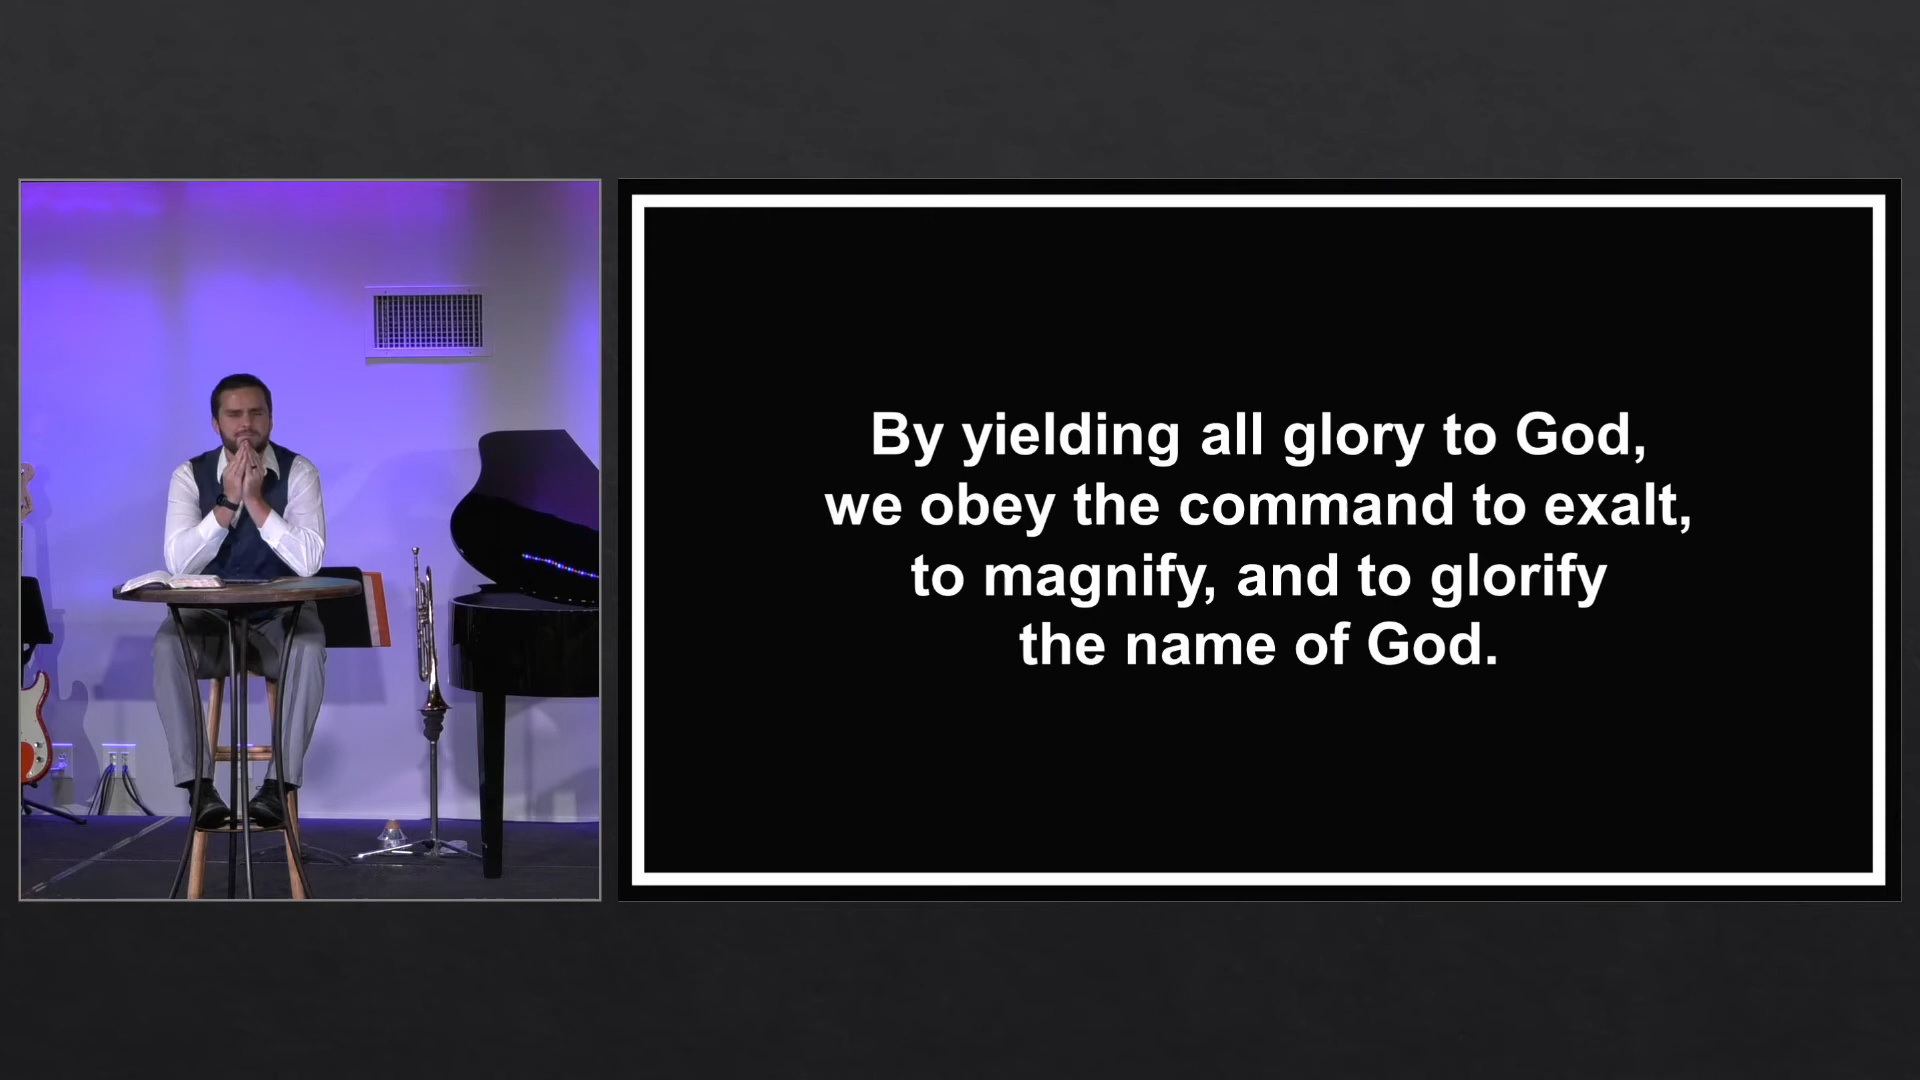 By yielding all glory to God,
we obey the command to exalt,
to magnify, and to glorify
the name of God.